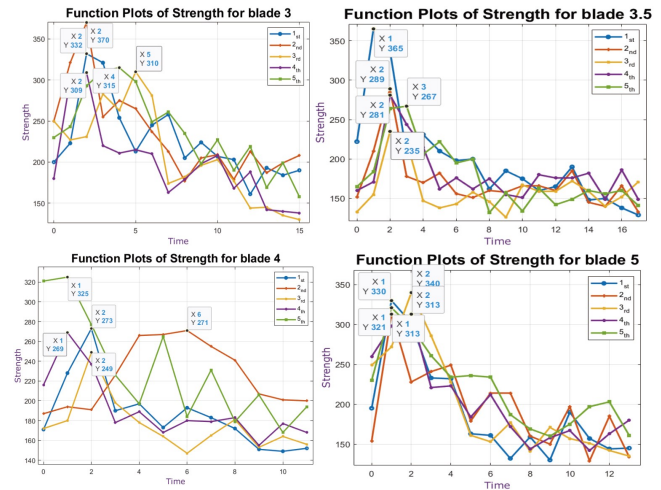 Function Plots of Strength for blade 3
X 2
Y 332
X 2
Y 370
X 2
Y 309
X 4
Y 315
X 5
Y 310
1st
2nd
3rd
4th
5th
Strength
350
300
250
200
150
0 5 10 15
Time
Function Plots of Strength for blade 3.5
X 1
Y 365
X 2
Y 289
X 2
Y 281
X 3
Y 267
X 2
Y 235
1st
2nd
3rd
4th
5th
Strength
350
300
250
200
150
0 2 4 6 8 10 12 14 16
Time
Function Plots of Strength for blade 4
X 1
Y 325
X 2
Y 273
X 1
Y 269
X 2
Y 249
X 6
Y 271
1st
2nd
3rd
4th
5th
Strength
320
300
280
260
240
220
200
180
160
0 2 4 6 8 10
Time
Function Plots of Strength for blade 5
X 1
Y 330
X 2
Y 340
X 2
Y 313
X 1
Y 321
X 1
Y 313
1st
2nd
3rd
4th
5th
Strength
350
300
250
200
150
0 2 4 6 8 10 12
Time